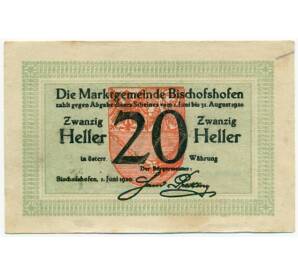 Die Marktgemeinde Bischofshofen
zahlt gegen Abgabe dieses Scheines vom 1. Juni bis 31. August 1920
Zwanzig 20 Zwanzig
Heller Heller
in österr. Währung
Der Bürgermeister:
Bischofshofen, 1. Juni 1920.